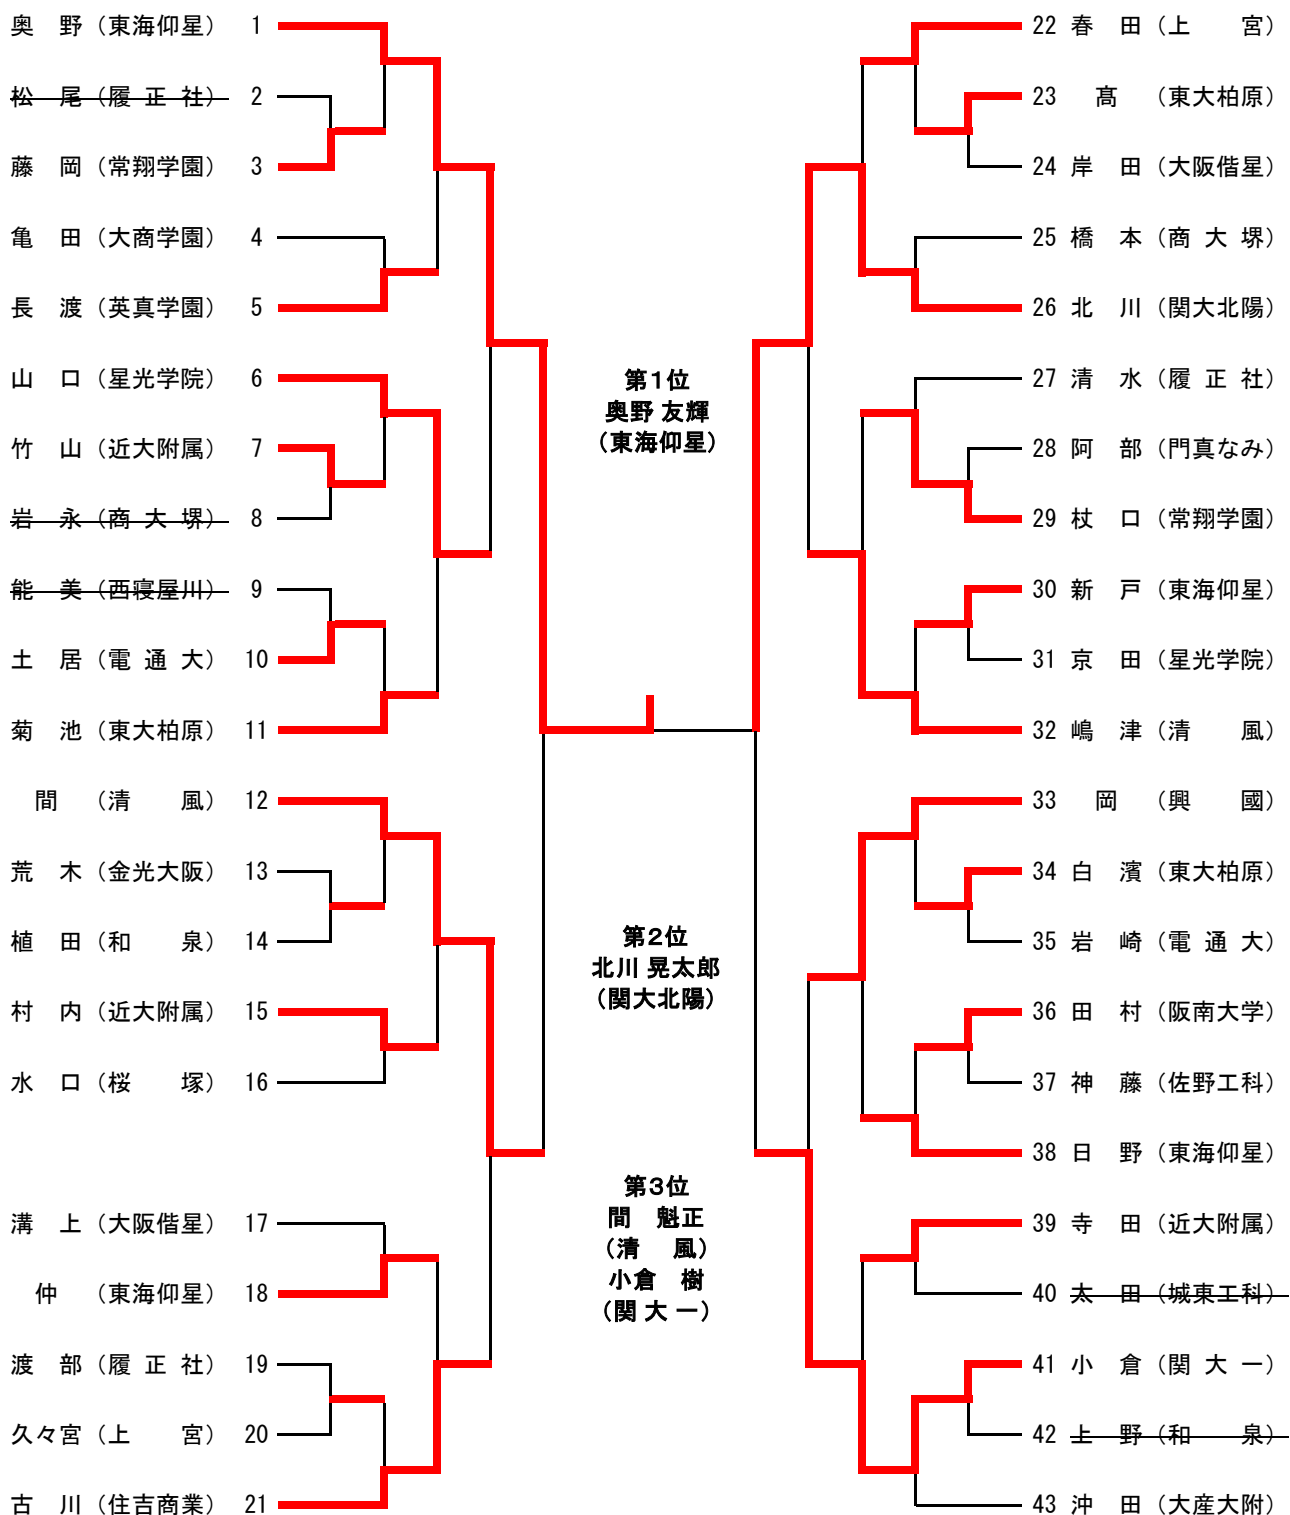 奥　野（東海仰星） 1
松　尾（履 正 社） 2
藤　岡（常翔学園） 3
亀　田（大商学園） 4
長　渡（英真学園） 5
山　口（星光学院） 6
竹　山（近大附属） 7
岩　永（商 大 堺） 8
能　美（西寝屋川） 9
土　居（電 通 大） 10
菊　池（東大柏原） 11
間　（清　　風） 12
荒　木（金光大阪） 13
植　田（和　　泉） 14
村　内（近大附属） 15
水　口（桜　　塚） 16
溝　上（大阪偕星） 17
仲　（東海仰星） 18
渡　部（履 正 社） 19
久々宮（上　　宮） 20
古　川（住吉商業） 21
第1位
奥野 友輝
（東海仰星）
第2位
北川 晃太郎
（関大北陽）
第3位
間　魁正
（清　風）
小倉　樹
（関 大 一）
22 春　田（上　　宮）
23 髙　（東大柏原）
24 岸　田（大阪偕星）
25 橋　本（商 大 堺）
26 北　川（関大北陽）
27 清　水（履 正 社）
28 阿　部（門真なみ）
29 杖　口（常翔学園）
30 新　戸（東海仰星）
31 京　田（星光学院）
32 嶋　津（清　　風）
33 岡　（興　　國）
34 白　濱（東大柏原）
35 岩　崎（電 通 大）
36 田　村（阪南大学）
37 神　藤（佐野工科）
38 日　野（東海仰星）
39 寺　田（近大附属）
40 太　田（城東工科）
41 小　倉（関 大 一）
42 上　野（和　　泉）
43 沖　田（大産大附）